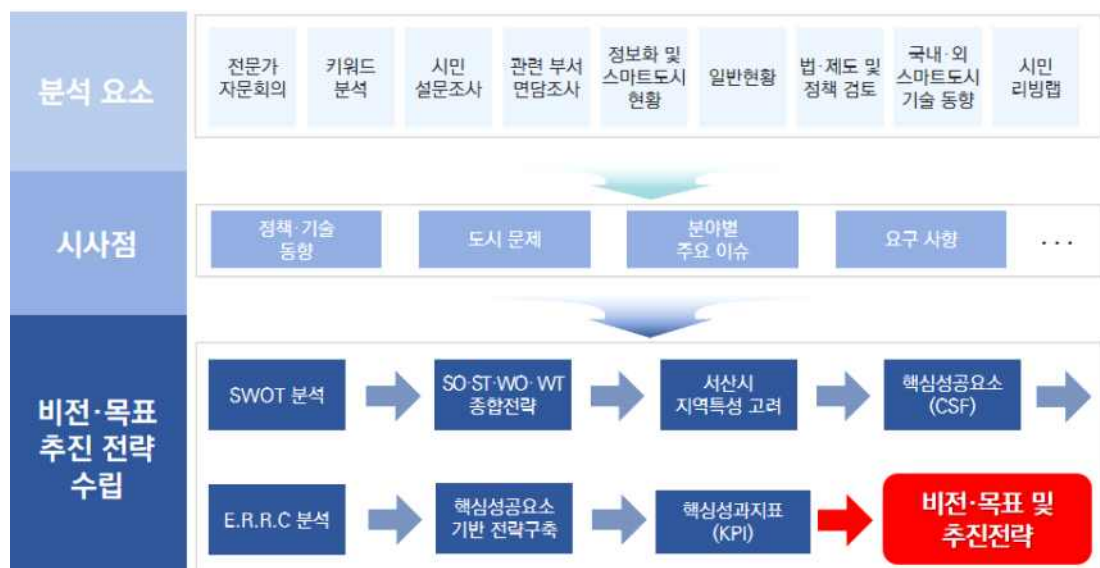 분석 요소
전문가
자문회의
키워드
분석
시민
설문조사
관련 부서
면담조사
정보화 및
스마트도시
현황
일반현황
법·제도 및
정책 검토
국내·외
스마트도시
기술 동향
시민
리빙랩
시사점
정책·기술
동향
도시 문제
분야별
주요 이슈
요구 사항
···
비전·목표
추진 전략
수립
SWOT 분석
SO·ST·WO·WT
종합전략
서산시
지역특성 고려
핵심성공요소
(CSF)
E.R.R.C 분석
핵심성공요소
기반 전략구축
핵심성과지표
(KPI)
비전·목표 및
추진전략